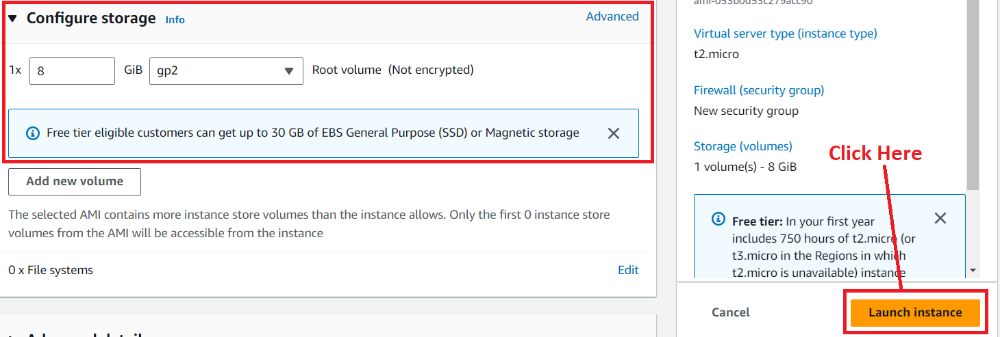 Configure storage Info
Advanced
1x 8 GiB gp2 Root volume (Not encrypted)
Free tier eligible customers can get up to 30 GB of EBS General Purpose (SSD) or Magnetic storage
Add new volume
The selected AMI contains more instance store volumes than the instance allows. Only the first 0 instance store
volumes from the AMI will be accessible from the instance
0 x File systems
Edit
ami-053b0d53c279acc90
Virtual server type (instance type)
t2.micro
Firewall (security group)
New security group
Storage (volumes)
1 volume(s) - 8 GiB
Click Here
Free tier: In your first year
includes 750 hours of t2.micro (or
t3.micro in the Regions in which
t2.micro is unavailable) instance
Cancel
Launch instance